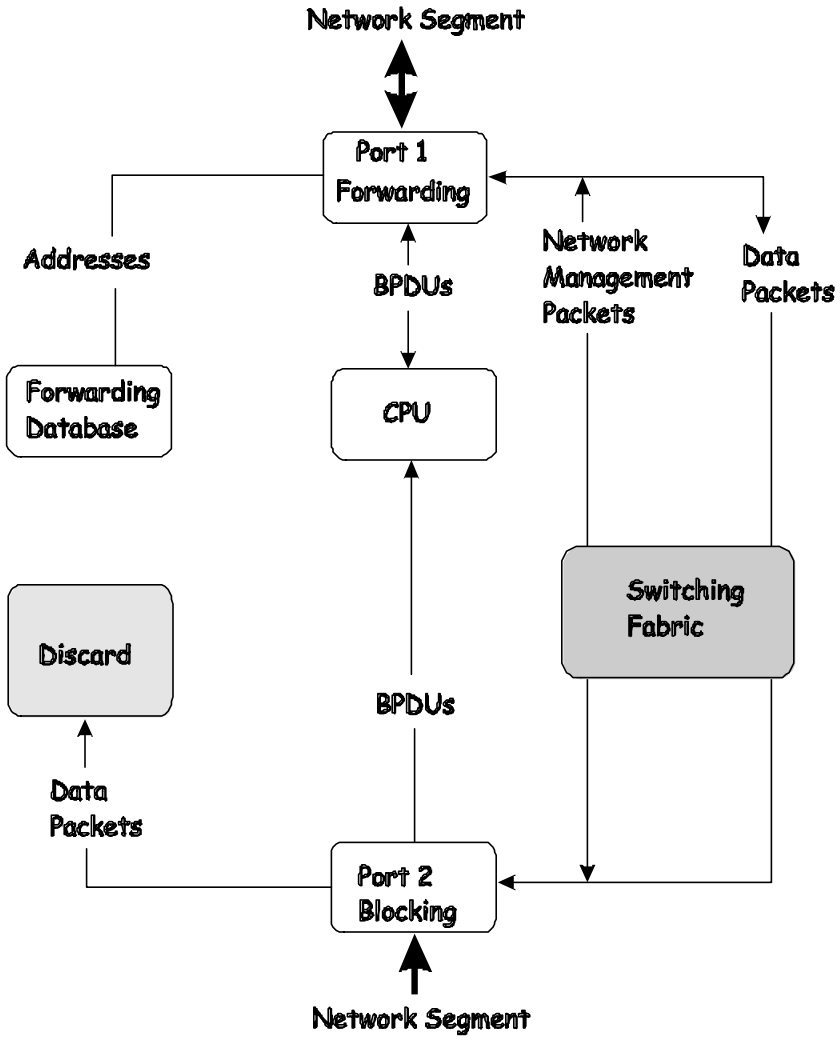 Network Segment
Port 1
Forwarding
Addresses
BPDUs
Network
Management
Packets
Data
Packets
Forwarding
Database
CPU
Switching
Fabric
Discard
BPDUs
Data
Packets
Port 2
Blocking
Network Segment